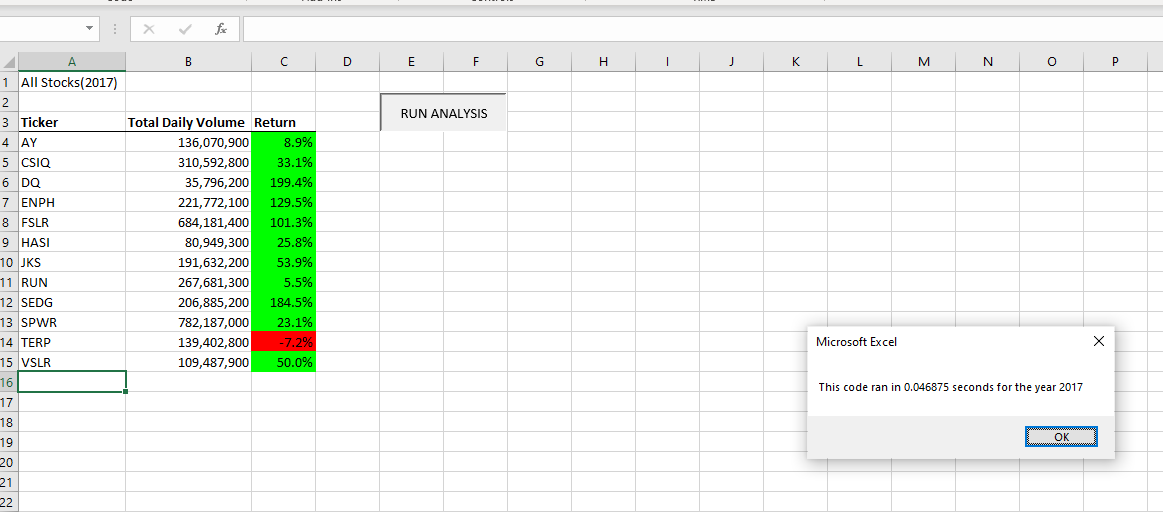 fx
A B C D E F G H I J K L M N O P
1 All Stocks(2017)
2
RUN ANALYSIS
3 Ticker Total Daily Volume Return
4 AY 136,070,900 8.9%
5 CSIQ 310,592,800 33.1%
6 DQ 35,796,200 199.4%
7 ENPH 221,772,100 129.5%
8 FSLR 684,181,400 101.3%
9 HASI 80,949,300 25.8%
10 JKS 191,632,200 53.9%
11 RUN 267,681,300 5.5%
12 SEDG 206,885,200 184.5%
13 SPWR 782,187,000 23.1%
14 TERP 139,402,800 -7.2%
15 VSLR 109,487,900 50.0%
16
17
18
19
20
21
22
Microsoft Excel
This code ran in 0.046875 seconds for the year 2017
OK